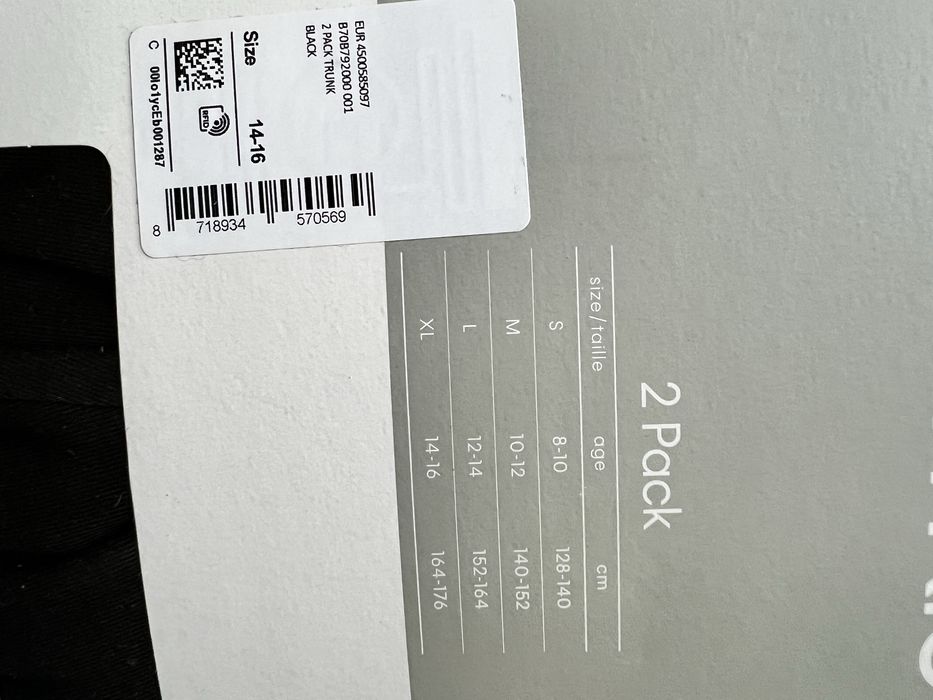 EUR 4500585097
B70B792000 001
2 PACK TRUNK
BLACK
Size 14-16
RFID
C 00lo1ycEb001287
8 718934 570569
2 Pack
size/taille age cm
S 8-10 128-140
M 10-12 140-152
L 12-14 152-164
XL 14-16 164-176